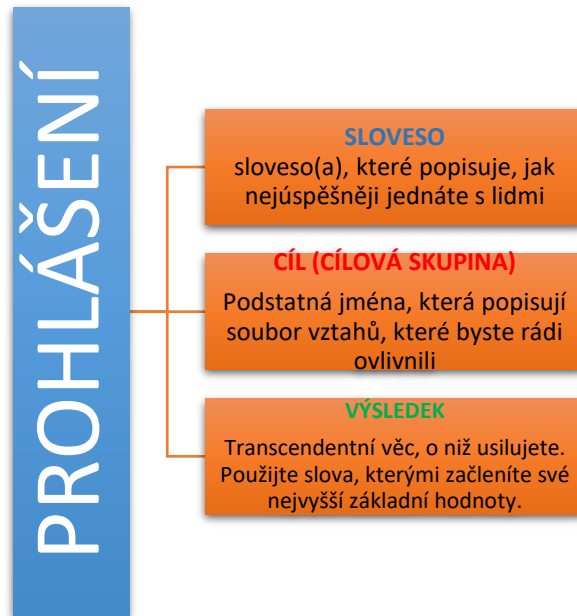 PROHLÁŠENÍ
SLOVESO
sloveso(a), které popisuje, jak
nejúspěšněji jednáte s lidmi
CÍL (CÍLOVÁ SKUPINA)
Podstatná jména, která popisují
soubor vztahů, které byste rádi
ovlivnili
VÝSLEDEK
Transcendentní věc, o niž usilujete.
Použijte slova, kterými začleníte své
nejvyšší základní hodnoty.